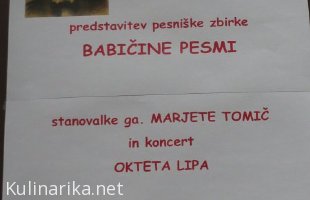 predstavitev pesniške zbirke
BABIČINE PESMI
stanovalke ga. MARJETE TOMIČ
in koncert
OKTETA LIPA
Kulinarika.net